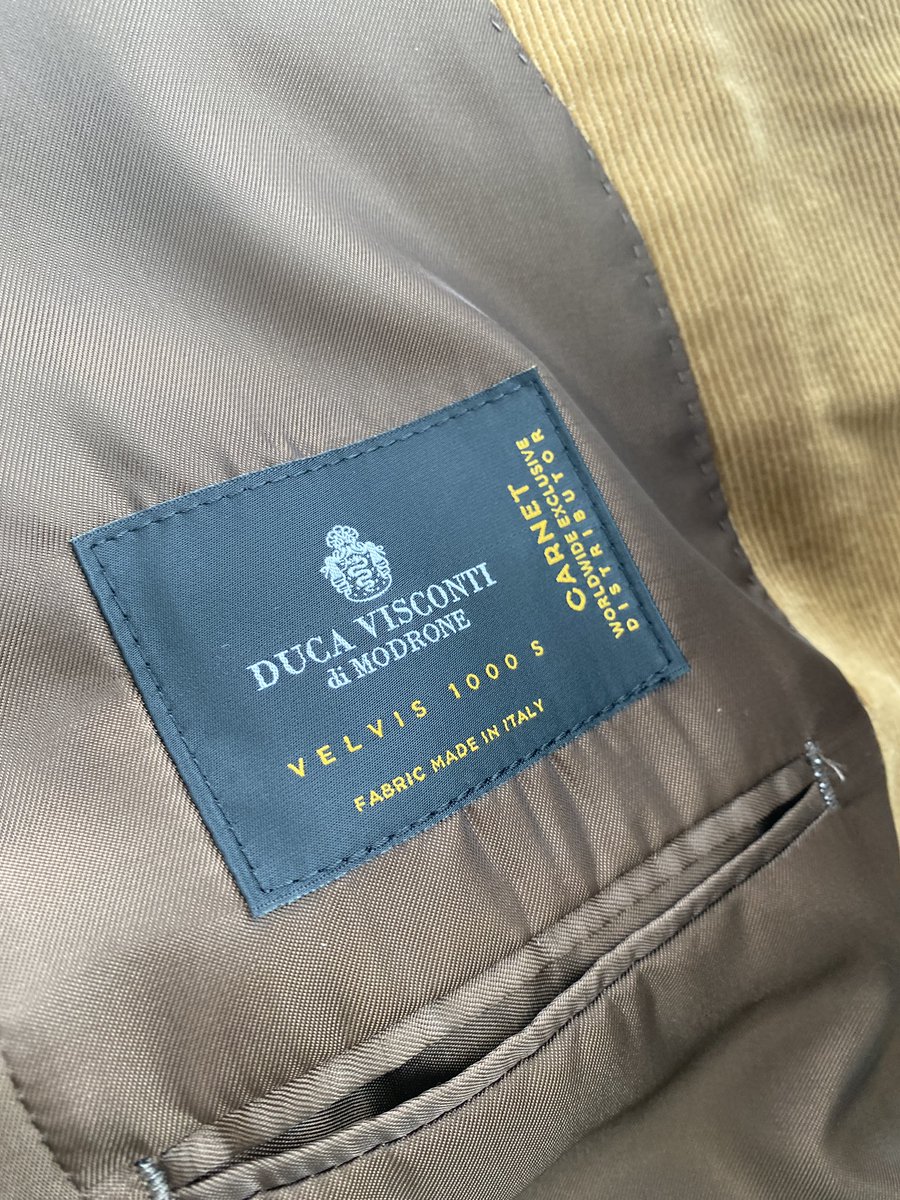 DUCA VISCONTI
di MODRONE
VELVIS 1000 S
FABRIC MADE IN ITALY
CARNET
WORLDWIDE EXCLUSIVE
DISTRIBUTOR